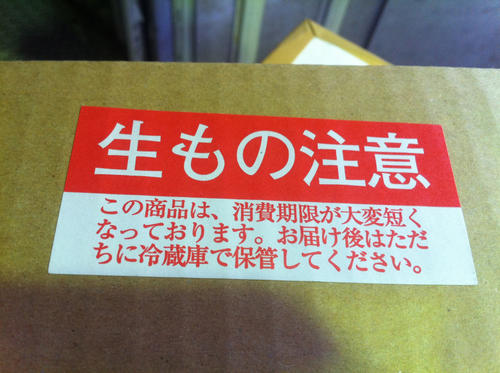 生もの注意
この商品は、消費期限が大変短く
なっております。お届け後はただ
ちに冷蔵庫で保管してください。